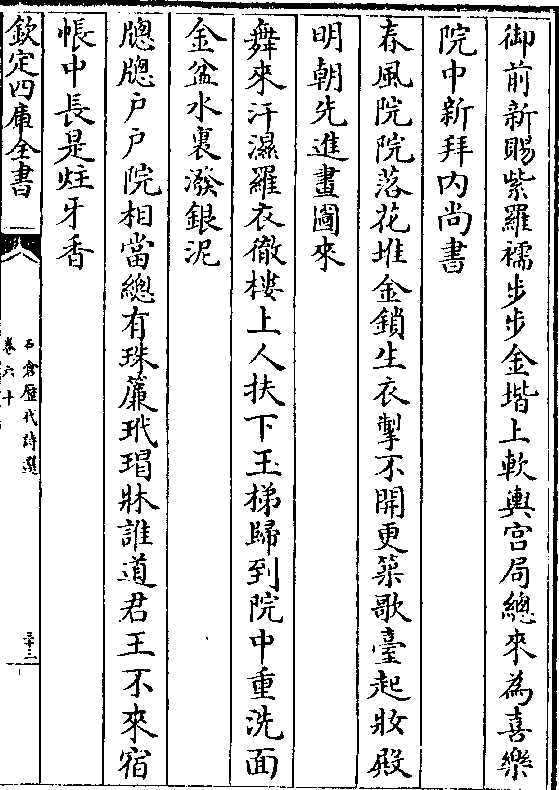 御前新賜紫羅襦步步金堦上軟輿宫局總來為喜樂
院中新拜内尚書
春風院院落花堆金鎖生衣掣不開更築歌臺起妝殿
明朝先進畫圖來
舞來汗濕羅衣徹樓上人扶下玉梯歸到院中重洗面
金盆水裏潑銀泥
牕牕戸戸院相當總有珠簾玳瑁牀誰道君王不來宿
帳中長是炷牙香
欽定四庫全書
石倉歷代詩選
卷六十
三十三